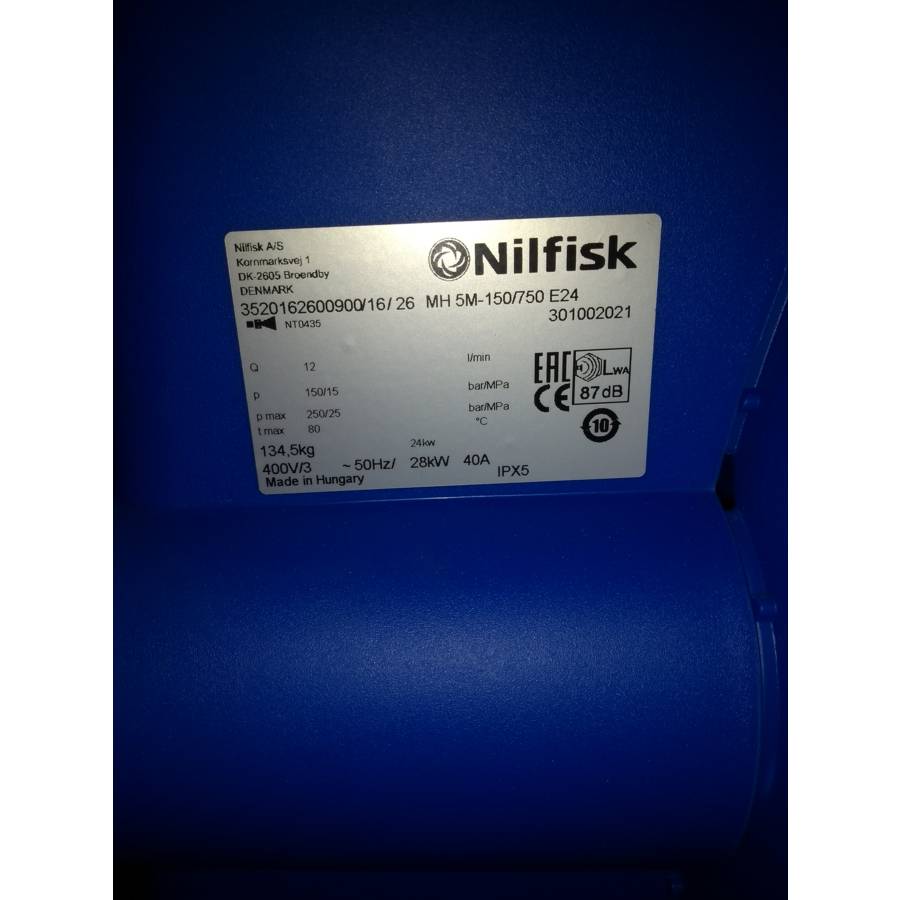 Nilfisk A/S
Kornmarksvej 1
DK-2605 Broendby
DENMARK
Nilfisk
3520162600900/16/ 26 MH 5M-150/750 E24
301002021
NT0435
Q 12 l/min
p 150/15 bar/MPa
p max 250/25 bar/MPa
t max 80 °C
EAC
CE
LWA
87 dB
10
134,5kg
24kw
400V/3 ~ 50Hz/ 28kW 40A
IPX5
Made in Hungary